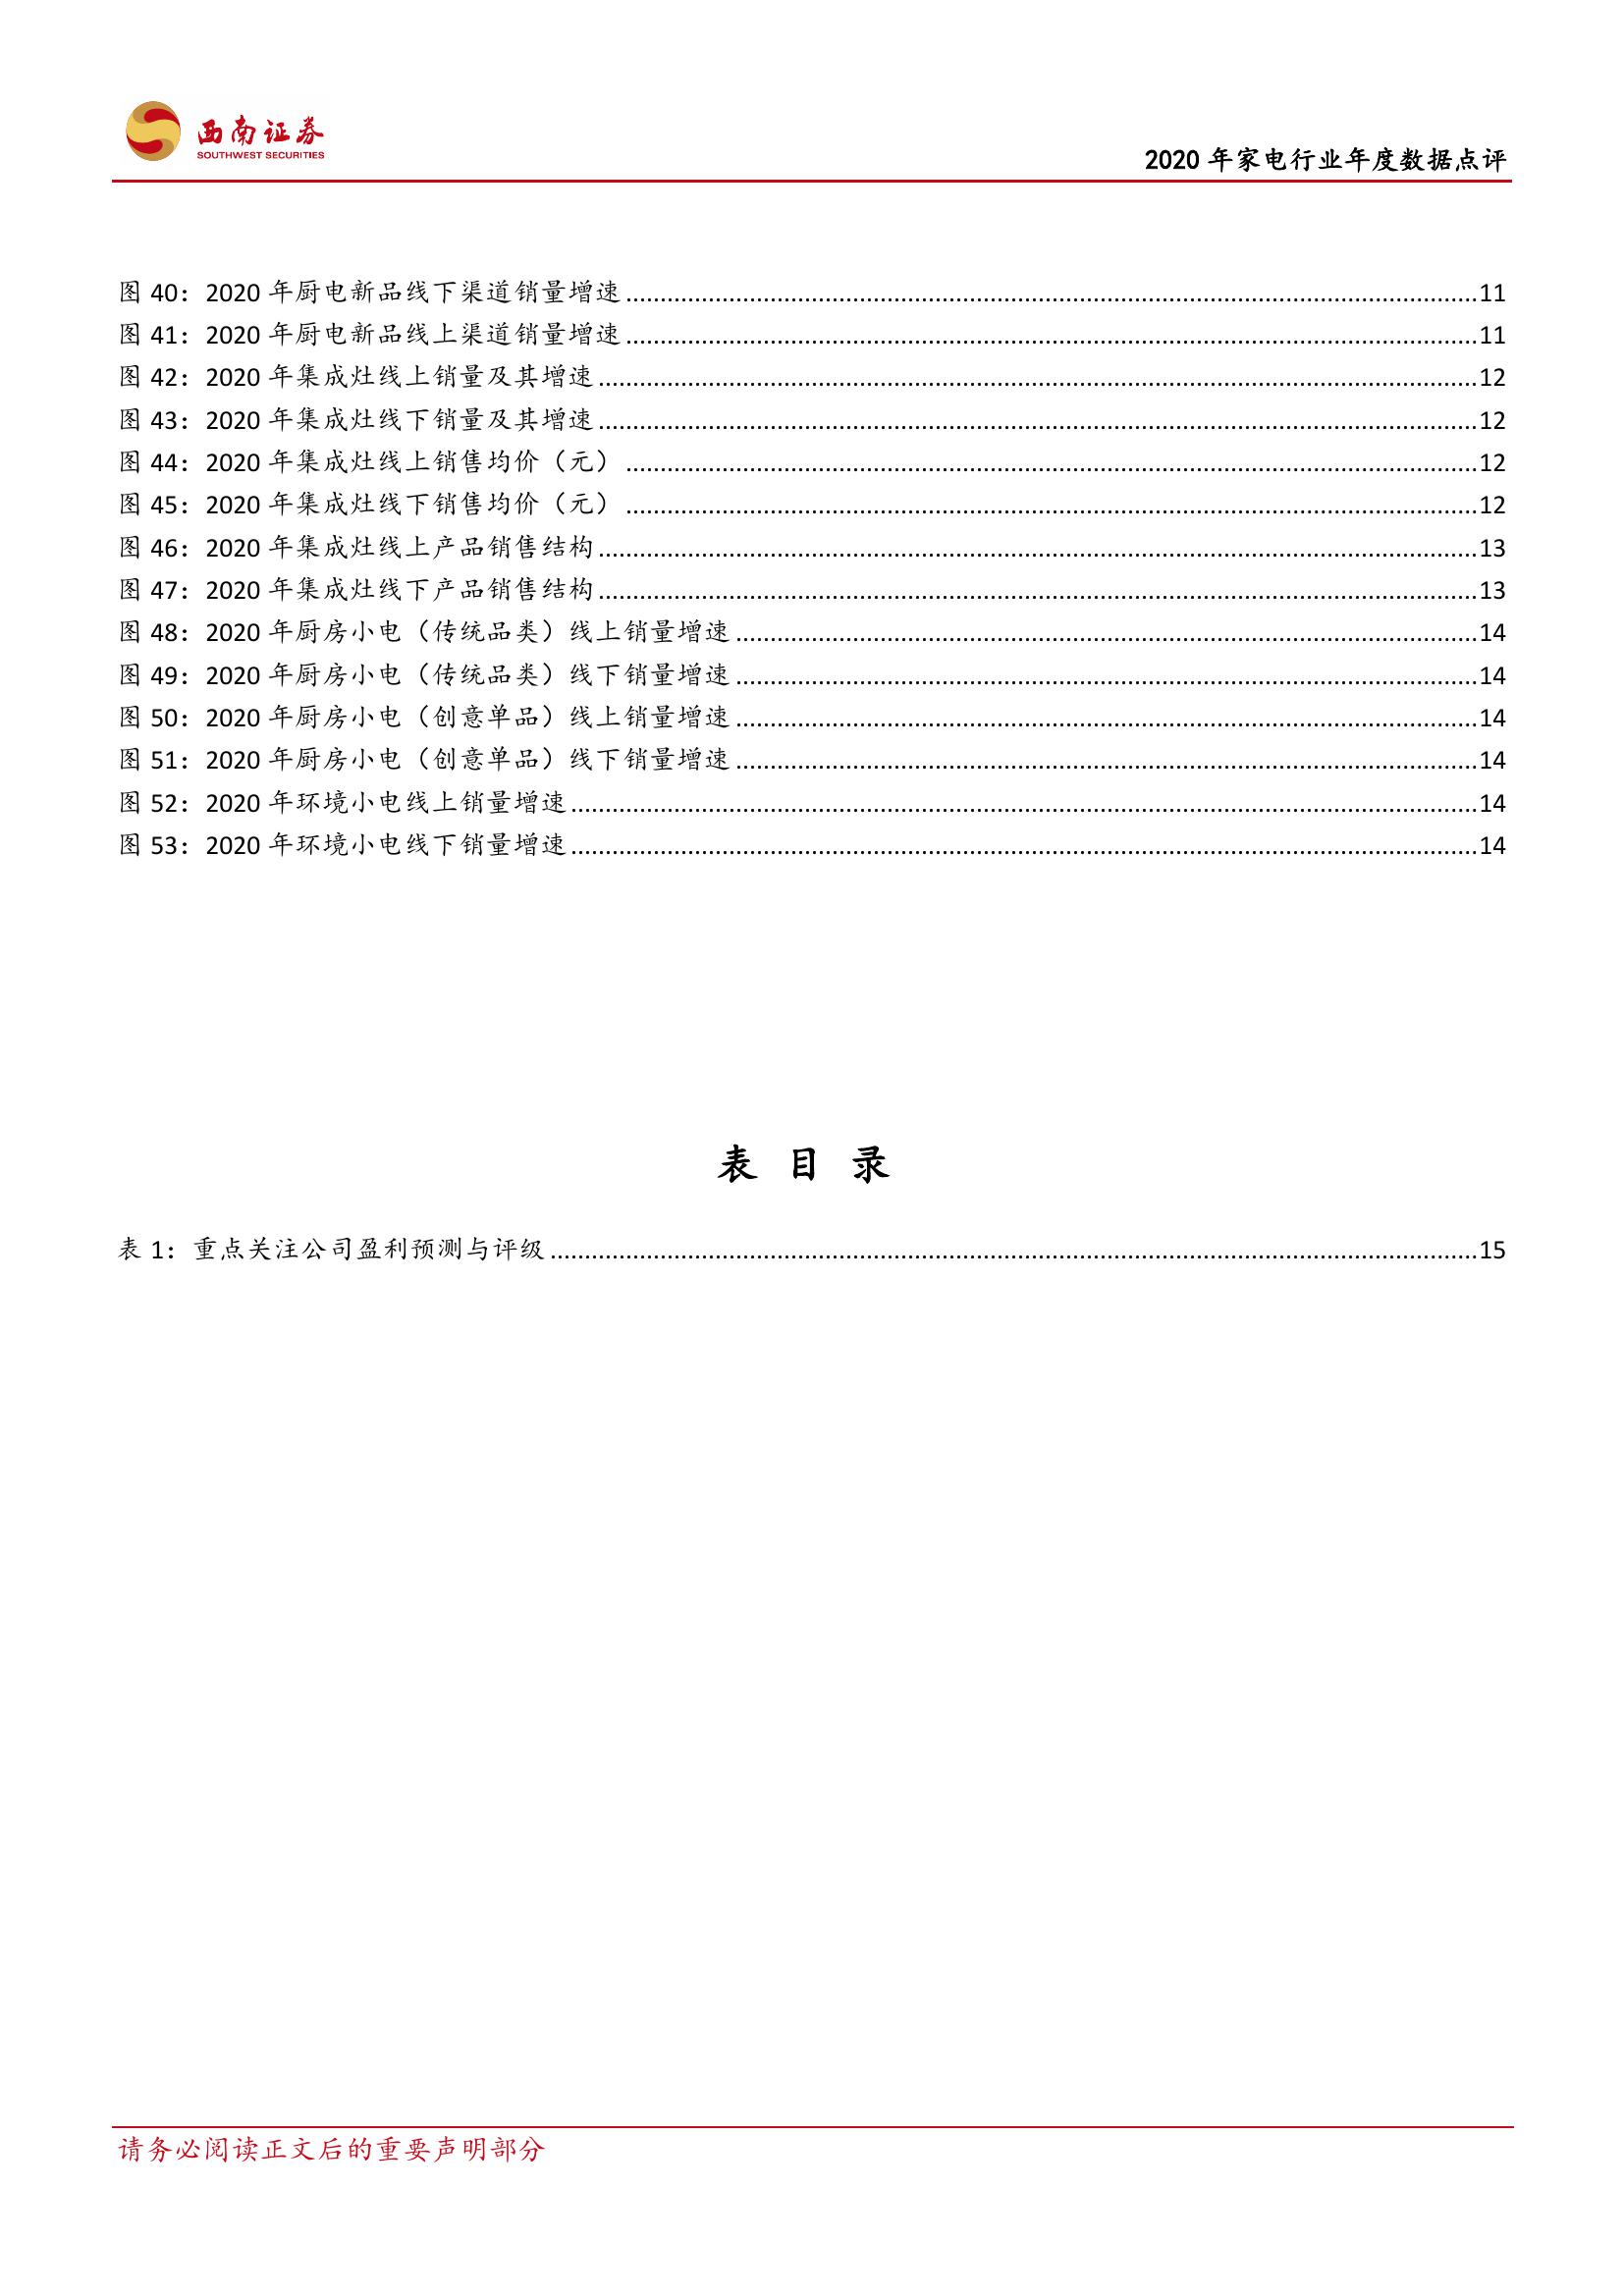 西南证券
SOUTHWEST SECURITIES
2020 年家电行业年度数据点评
图 40：2020 年厨电新品线下渠道销量增速 11
图 41：2020 年厨电新品线上渠道销量增速 11
图 42：2020 年集成灶线上销量及其增速 12
图 43：2020 年集成灶线下销量及其增速 12
图 44：2020 年集成灶线上销售均价（元） 12
图 45：2020 年集成灶线下销售均价（元） 12
图 46：2020 年集成灶线上产品销售结构 13
图 47：2020 年集成灶线下产品销售结构 13
图 48：2020 年厨房小电（传统品类）线上销量增速 14
图 49：2020 年厨房小电（传统品类）线下销量增速 14
图 50：2020 年厨房小电（创意单品）线上销量增速 14
图 51：2020 年厨房小电（创意单品）线下销量增速 14
图 52：2020 年环境小电线上销量增速 14
图 53：2020 年环境小电线下销量增速 14
表 目 录
表 1：重点关注公司盈利预测与评级 15
请务必阅读正文后的重要声明部分